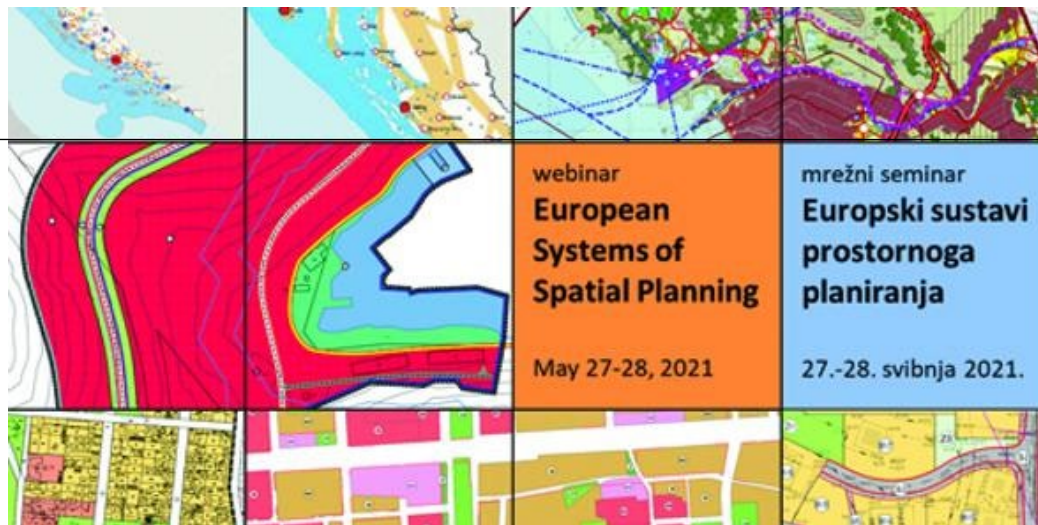 webinar
European
Systems of
Spatial Planning
May 27-28, 2021
mrežni seminar
Europski sustavi
prostornoga
planiranja
27.-28. svibnja 2021.